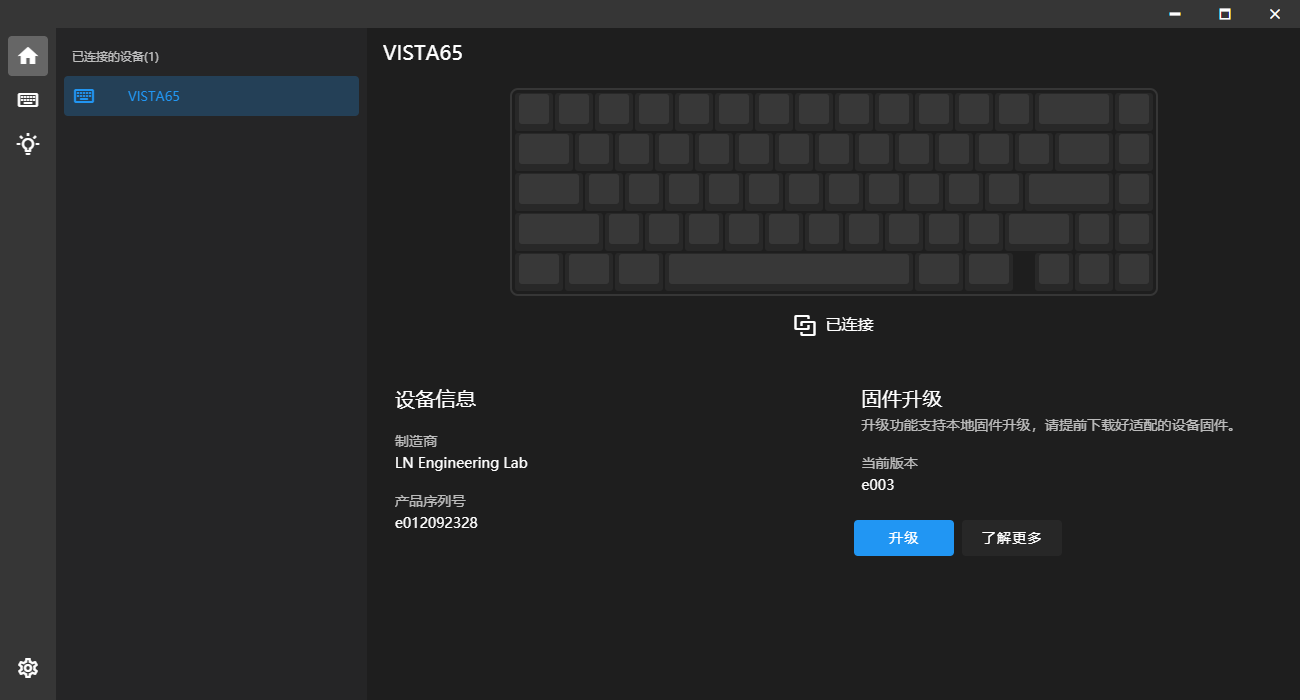 已连接的设备(1)
VISTA65
VISTA65
已连接
设备信息
制造商
LN Engineering Lab
产品序列号
e012092328
固件升级
升级功能支持本地固件升级，请提前下载好适配的设备固件。
当前版本
e003
升级
了解更多